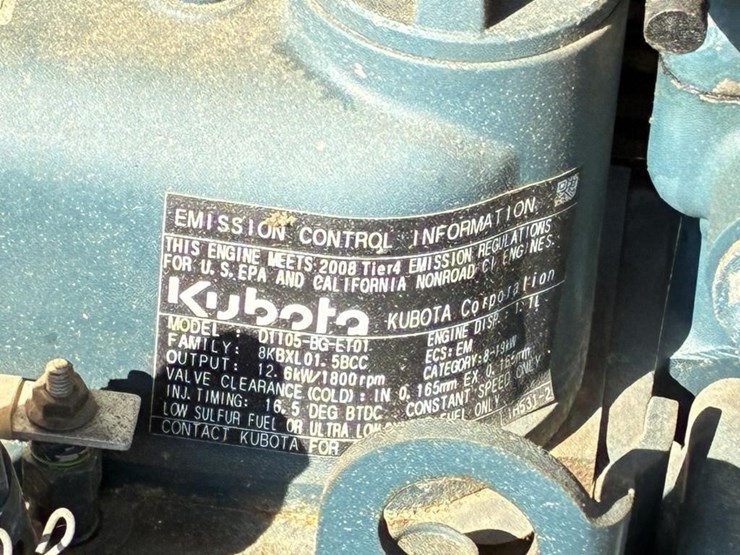 EMISSION CONTROL INFORMATION
THIS ENGINE MEETS 2008 Tier4 EMISSION REGULATIONS
FOR U.S. EPA AND CALIFORNIA NONROAD CI ENGINES.
Kubota KUBOTA Corporation
MODEL: D1105-BG-ET01 ENGINE DISP.: 1.1L
FAMILY: 8KBXL01.5BCC ECS: EM
OUTPUT: 12.6kW/1800rpm CATEGORY: 8-19kW
VALVE CLEARANCE (COLD): IN 0.165mm EX 0.165mm
INJ. TIMING: 16.5 DEG BTDC CONSTANT SPEED ONLY
LOW SULFUR FUEL OR ULTRA LOW FUEL ONLY
CONTACT KUBOTA FOR